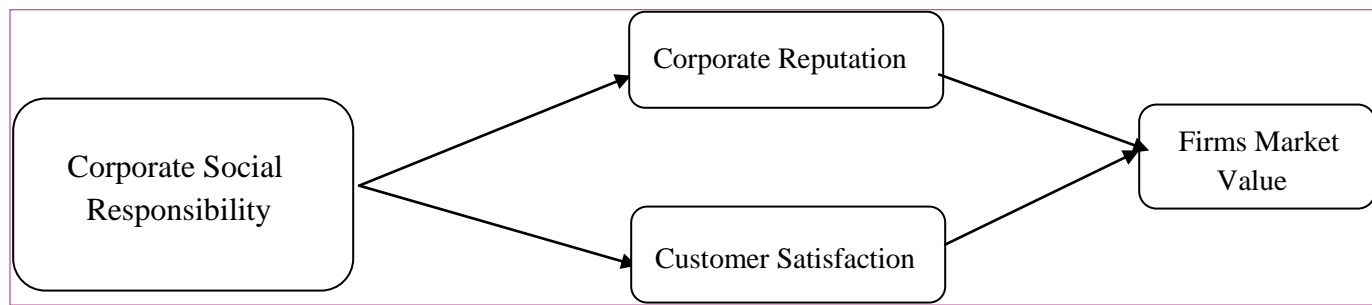 Corporate Social
Responsibility
Corporate Reputation
Customer Satisfaction
Firms Market
Value